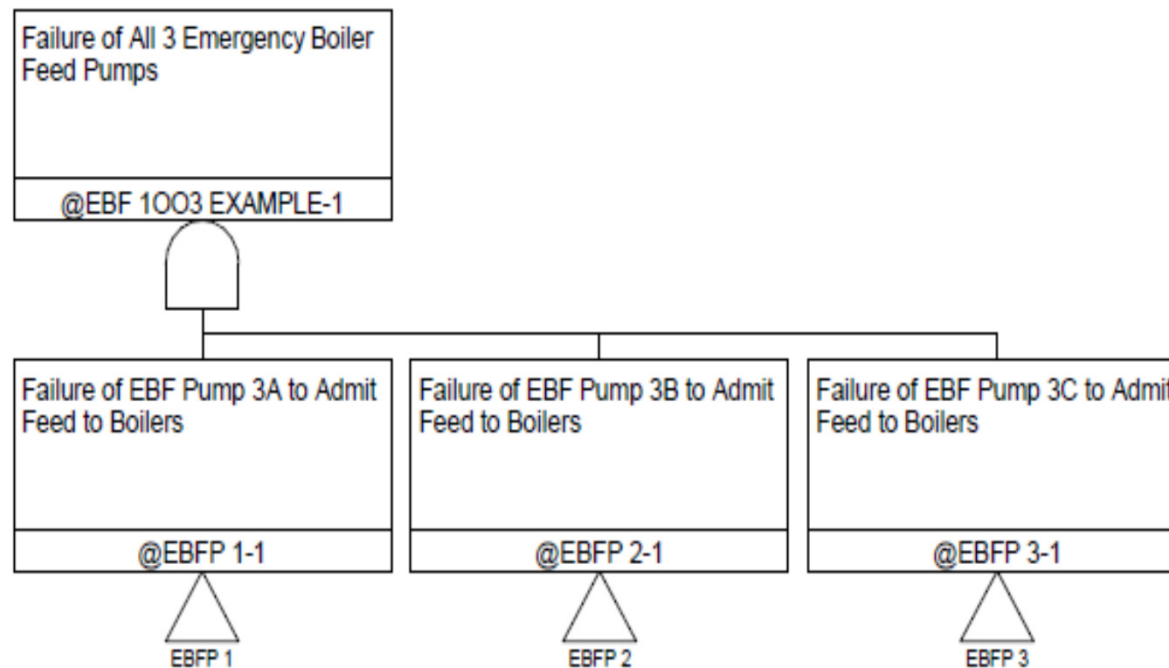 Failure of All 3 Emergency Boiler
Feed Pumps
@EBF 1OO3 EXAMPLE-1
Failure of EBF Pump 3A to Admit
Feed to Boilers
@EBFP 1-1
EBFP 1
Failure of EBF Pump 3B to Admit
Feed to Boilers
@EBFP 2-1
EBFP 2
Failure of EBF Pump 3C to Admit
Feed to Boilers
@EBFP 3-1
EBFP 3